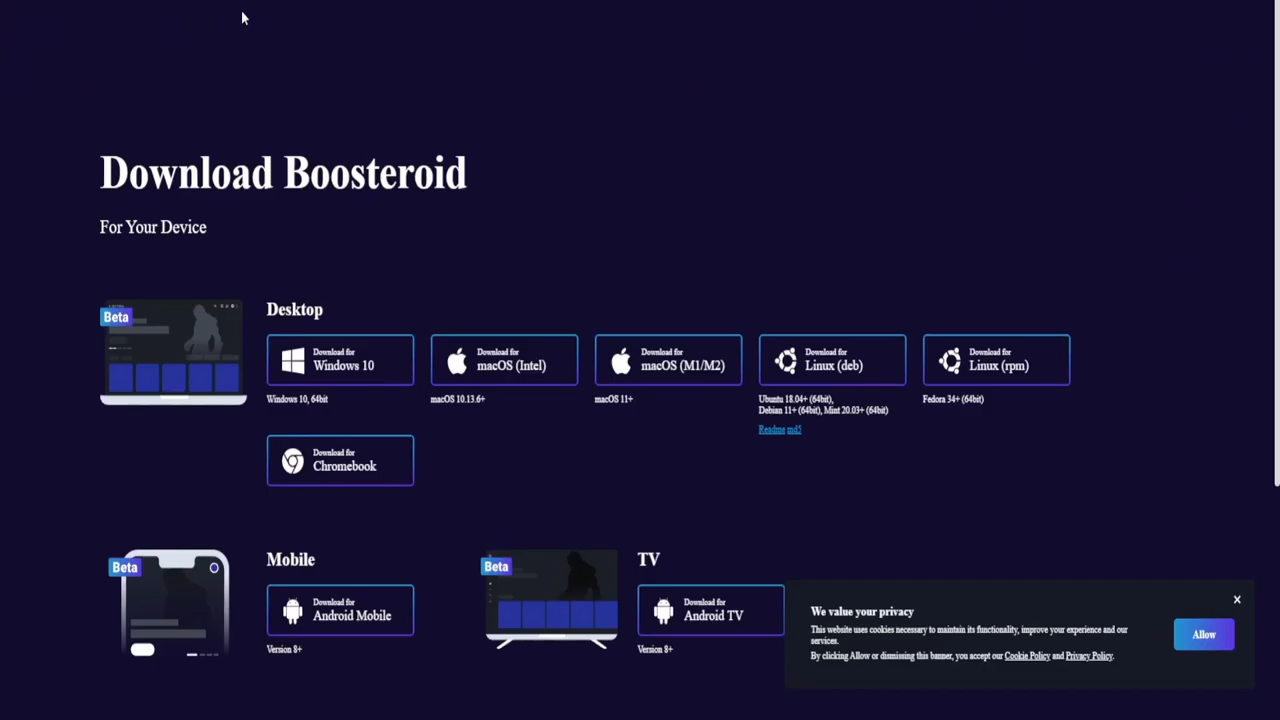 Download Boosteroid
For Your Device
Beta
Desktop
Download for
Windows 10
Windows 10, 64bit
Download for
macOS (Intel)
macOS 10.13.6+
Download for
macOS (M1/M2)
macOS 11+
Download for
Linux (deb)
Ubuntu 18.04+ (64bit),
Debian 11+ (64bit), Mint 20.03+ (64bit)
Readme md5
Download for
Linux (rpm)
Fedora 34+ (64bit)
Download for
Chromebook
Beta
Mobile
Download for
Android Mobile
Version 8+
Beta
TV
Download for
Android TV
Version 8+
We value your privacy
This website uses cookies necessary to maintain its functionality, improve your experience and our
services.
By clicking Allow or dismissing this banner, you accept our Cookie Policy and Privacy Policy.
Allow